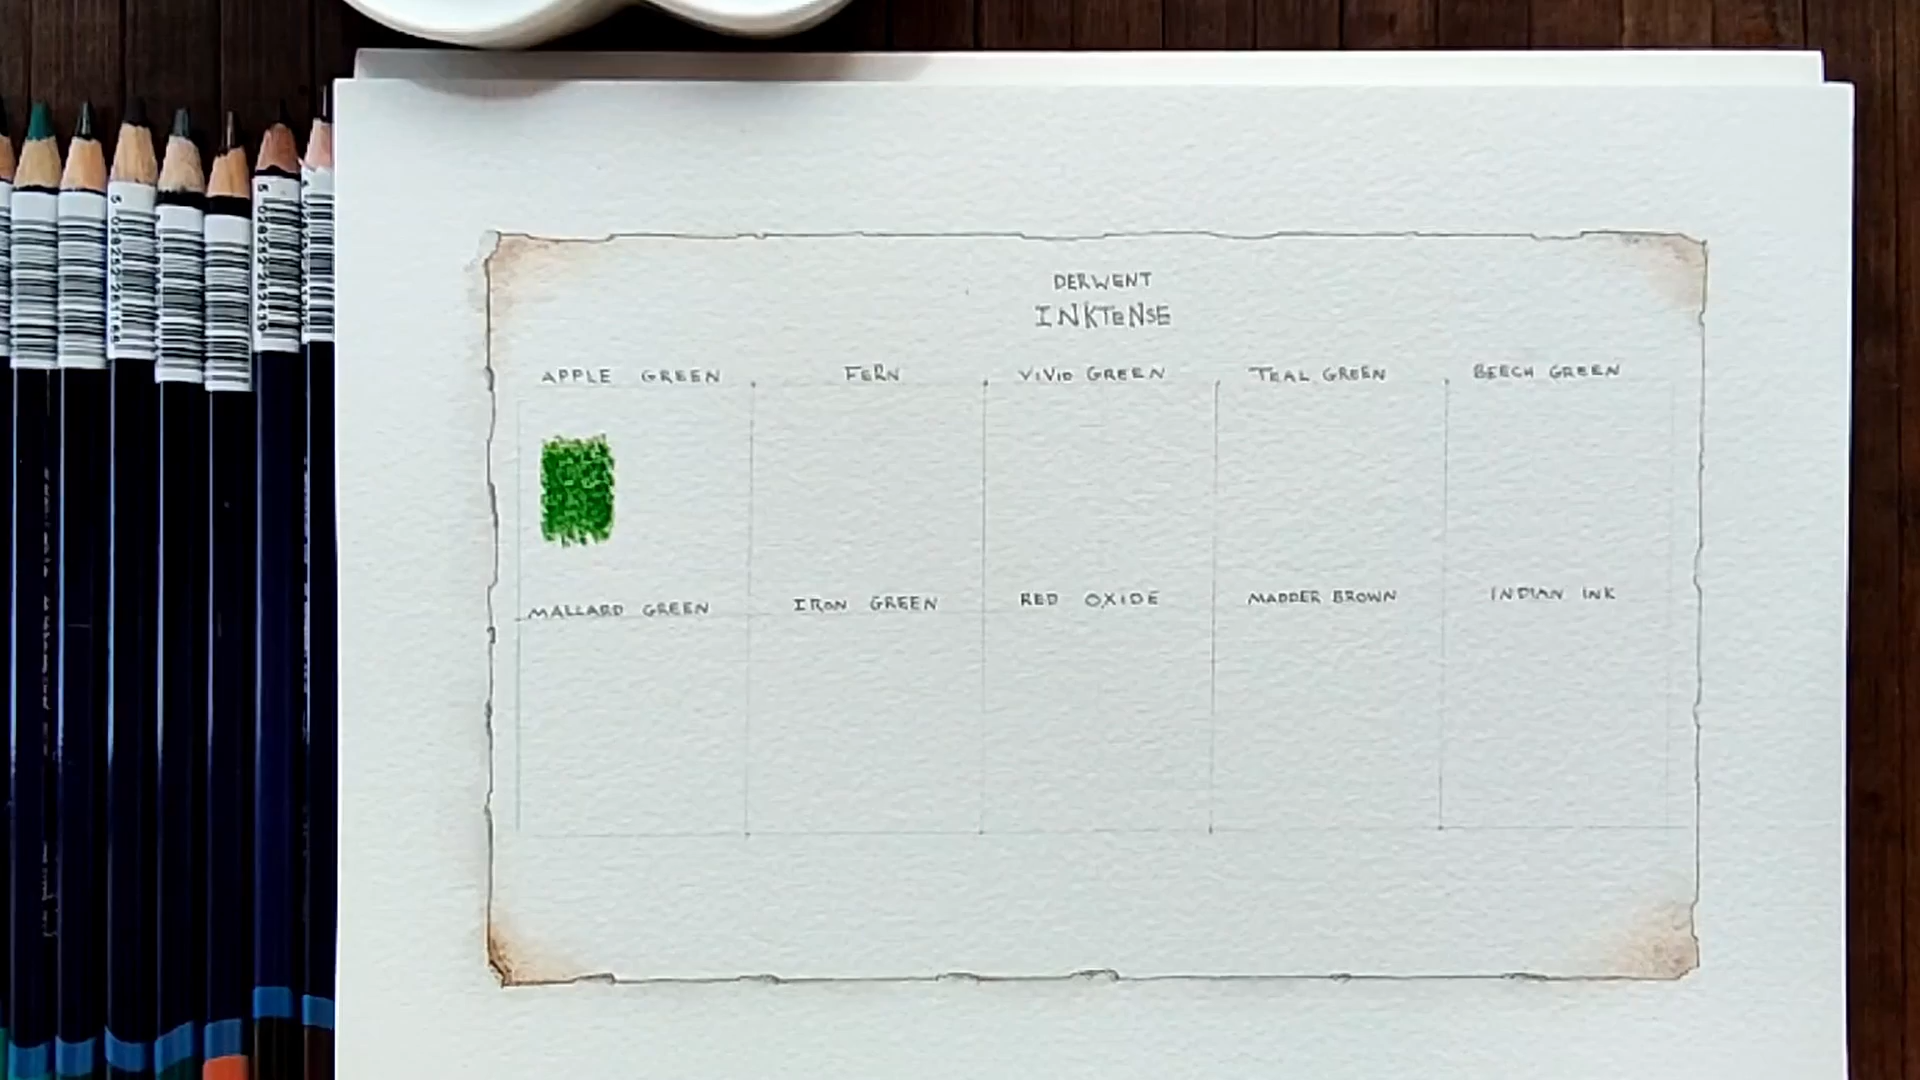 DERWENT
INKTENSE
APPLE GREEN FERN VIVID GREEN TEAL GREEN BEECH GREEN
MALLARD GREEN IRON GREEN RED OXIDE MADDER BROWN INDIAN INK